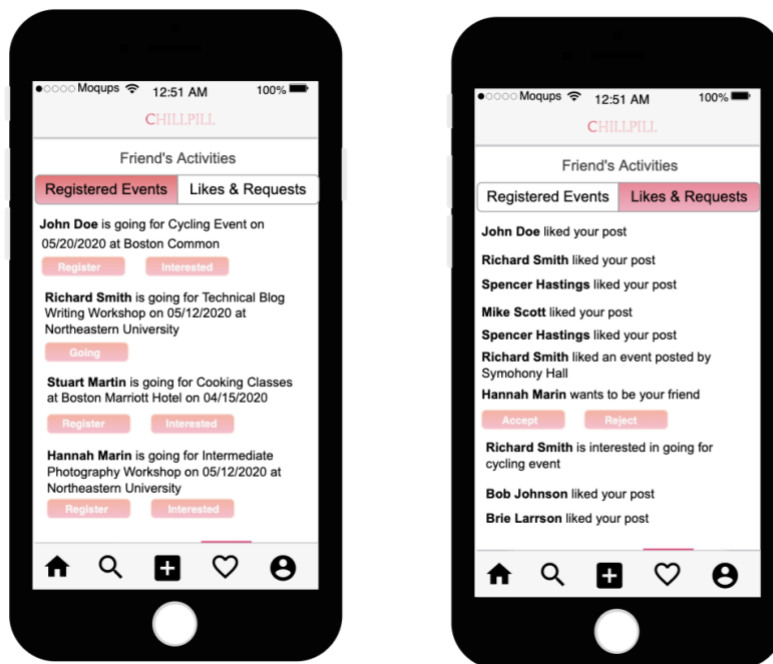 Moqups 12:51 AM 100%
CHILLPILL
Friend's Activities
Registered Events Likes & Requests
John Doe is going for Cycling Event on
05/20/2020 at Boston Common
Register Interested
Richard Smith is going for Technical Blog
Writing Workshop on 05/12/2020 at
Northeastern University
Going
Stuart Martin is going for Cooking Classes
at Boston Marriott Hotel on 04/15/2020
Register Interested
Hannah Marin is going for Intermediate
Photography Workshop on 05/12/2020 at
Northeastern University
Register Interested
Moqups 12:51 AM 100%
CHILLPILL
Friend's Activities
Registered Events Likes & Requests
John Doe liked your post
Richard Smith liked your post
Spencer Hastings liked your post
Mike Scott liked your post
Spencer Hastings liked your post
Richard Smith liked an event posted by
Symohony Hall
Hannah Marin wants to be your friend
Accept Reject
Richard Smith is interested in going for
cycling event
Bob Johnson liked your post
Brie Larrson liked your post